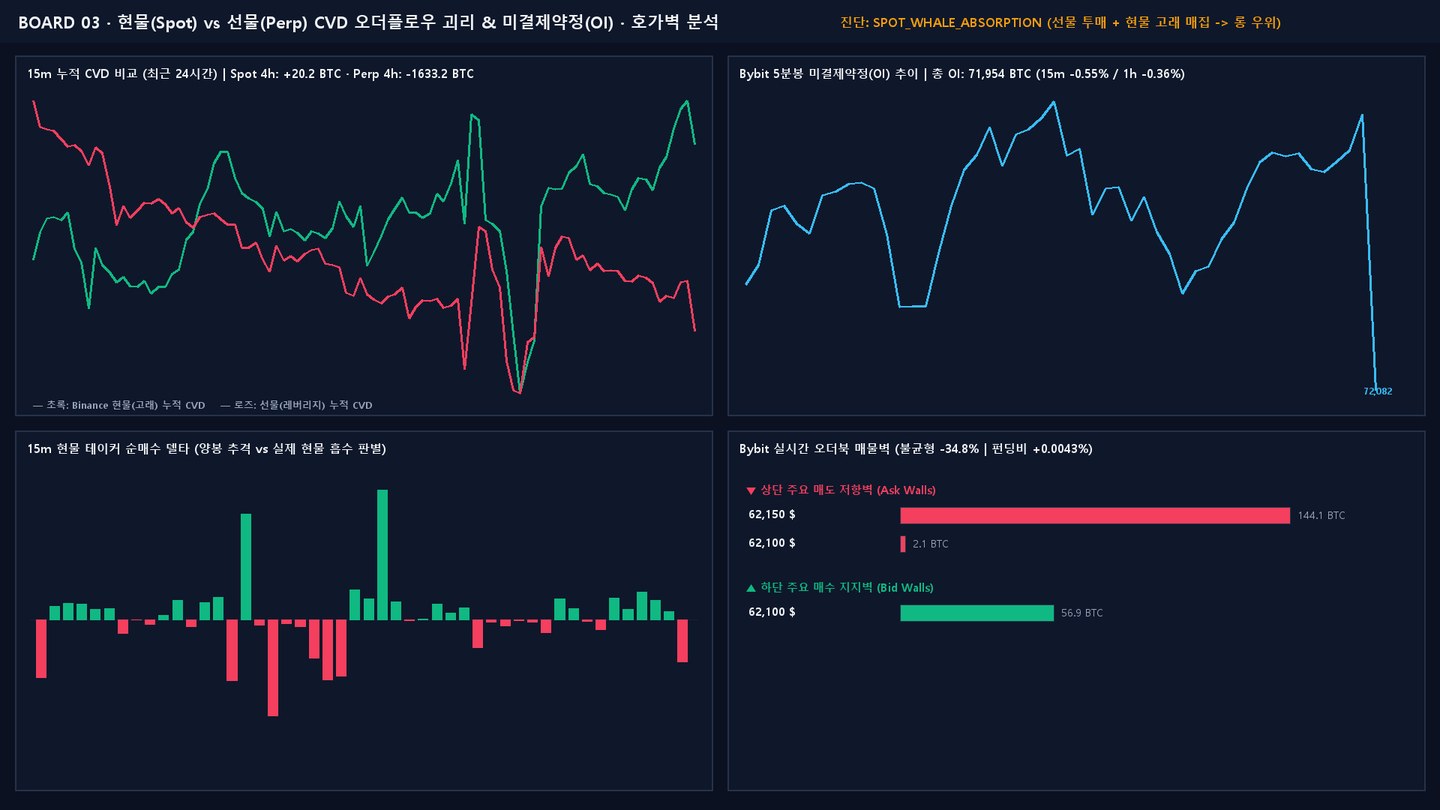 BOARD 03 · 현물(Spot) vs 선물(Perp) CVD 오더플로우 괴리 & 미결제약정(OI) · 호가벽 분석
진단: SPOT_WHALE_ABSORPTION (선물 투매 + 현물 고래 매집 -> 롱 우위)
15m 누적 CVD 비교 (최근 24시간) | Spot 4h: +20.2 BTC · Perp 4h: -1633.2 BTC
— 초록: Binance 현물(고래) 누적 CVD — 로즈: 선물(레버리지) 누적 CVD
Bybit 5분봉 미결제약정(OI) 추이 | 총 OI: 71,954 BTC (15m -0.55% / 1h -0.36%)
72,082
15m 현물 테이커 순매수 델타 (양봉 추격 vs 실제 현물 흡수 판별)
Bybit 실시간 오더북 매물벽 (불균형 -34.8% | 펀딩비 +0.0043%)
▼ 상단 주요 매도 저항벽 (Ask Walls)
62,150 $ 144.1 BTC
62,100 $ 2.1 BTC
▲ 하단 주요 매수 지지벽 (Bid Walls)
62,100 $ 56.9 BTC